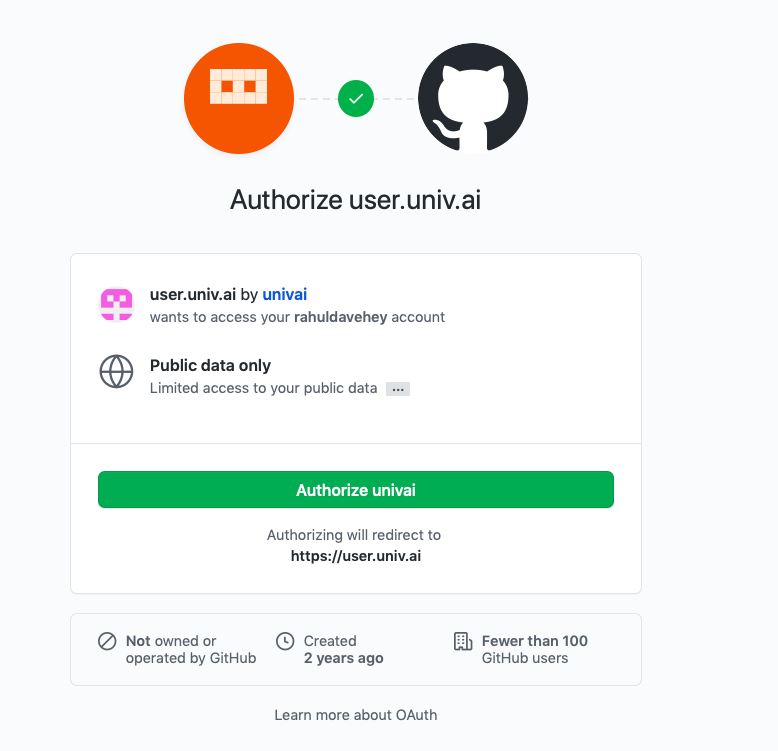 Authorize user.univ.ai
user.univ.ai by univai
wants to access your rahuldavehey account
Public data only
Limited access to your public data ...
Authorize univai
Authorizing will redirect to
https://user.univ.ai
Not owned or
operated by GitHub
Created
2 years ago
Fewer than 100
GitHub users
Learn more about OAuth